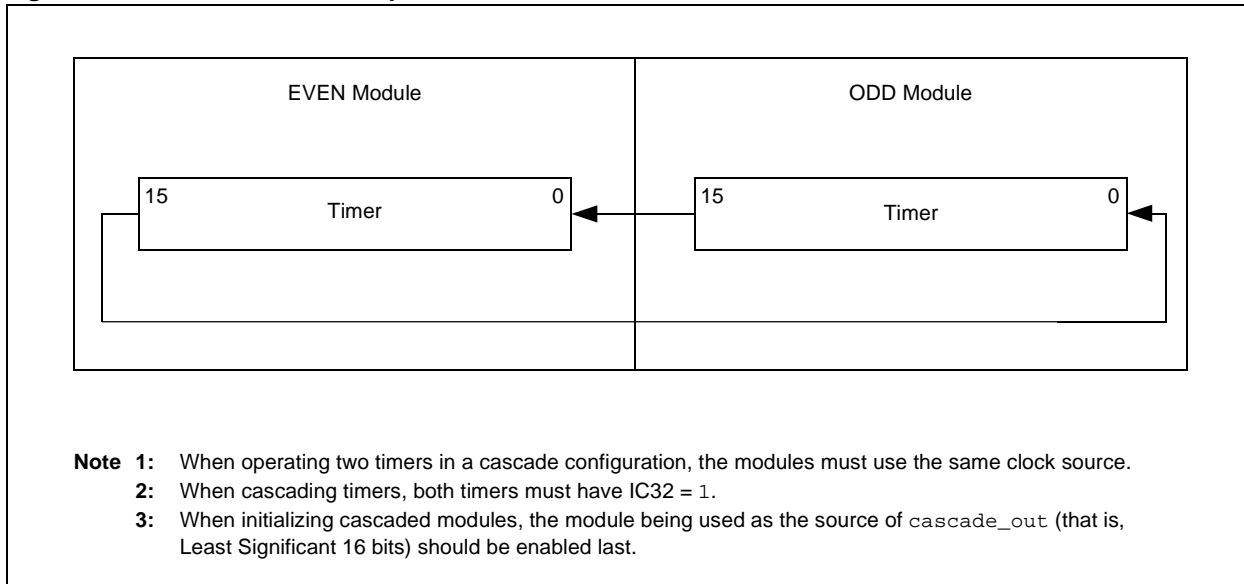 EVEN Module
ODD Module
15 Timer 0
15 Timer 0
Note 1: When operating two timers in a cascade configuration, the modules must use the same clock source.
2: When cascading timers, both timers must have IC32 = 1.
3: When initializing cascaded modules, the module being used as the source of cascade_out (that is,
Least Significant 16 bits) should be enabled last.